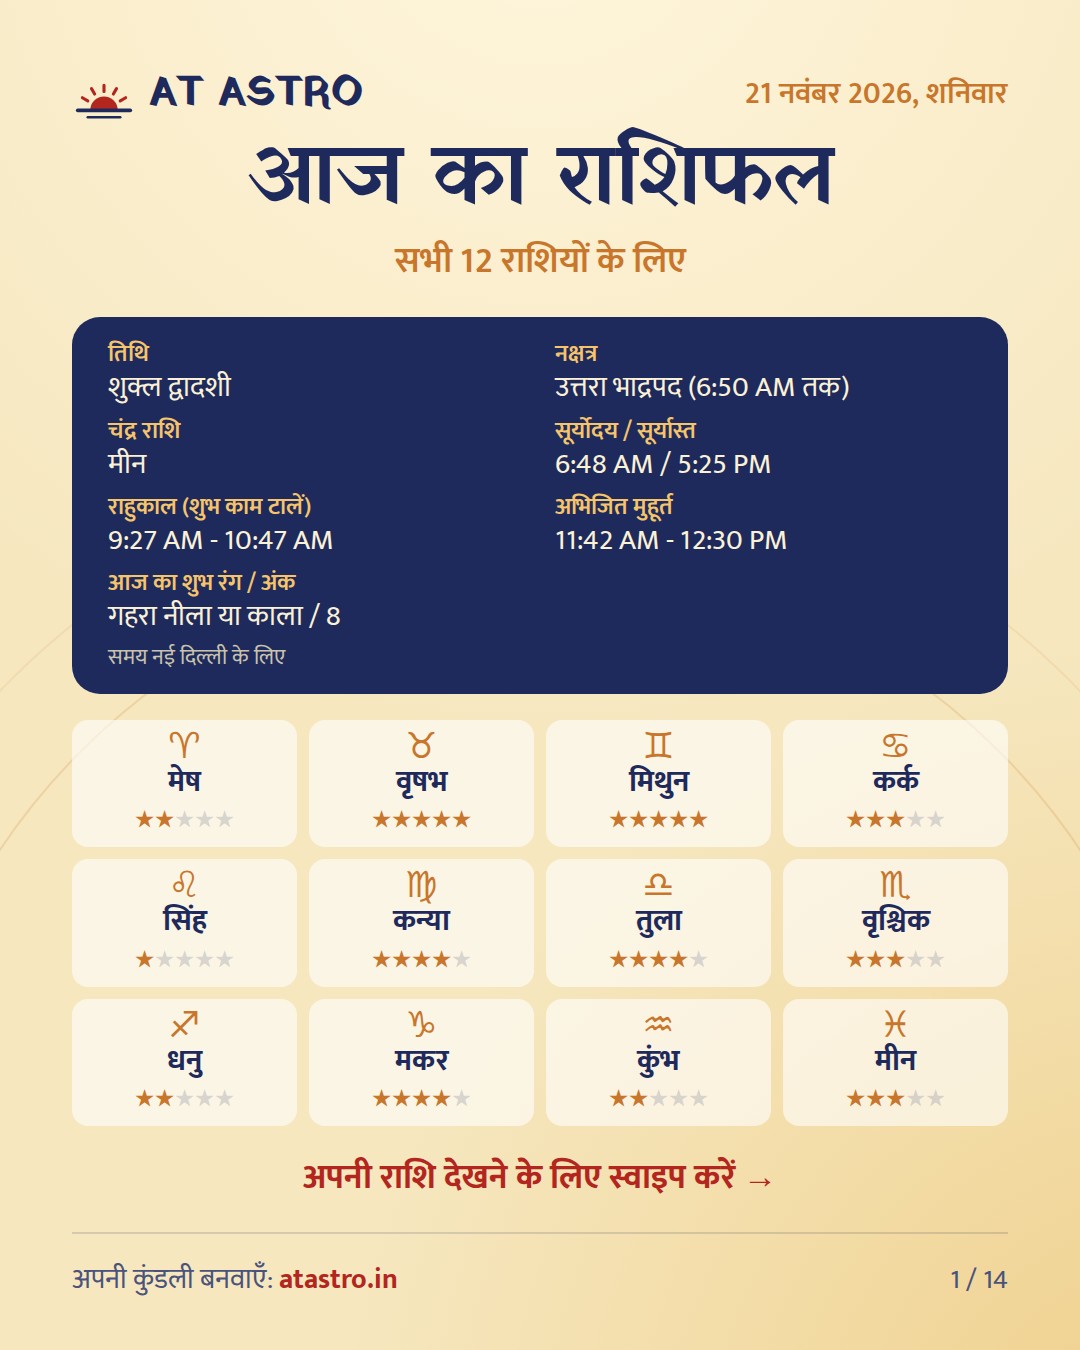 AT ASTRO
21 नवंबर 2026, शनिवार
आज का राशिफल
सभी 12 राशियों के लिए
तिथि
शुक्ल द्वादशी
नक्षत्र
उत्तरा भाद्रपद (6:50 AM तक)
चंद्र राशि
मीन
सूर्योदय / सूर्यास्त
6:48 AM / 5:25 PM
राहुकाल (शुभ काम टालें)
9:27 AM - 10:47 AM
अभिजित मुहूर्त
11:42 AM - 12:30 PM
आज का शुभ रंग / अंक
गहरा नीला या काला / 8
समय नई दिल्ली के लिए
♈ ♉ ♊ ♋
मेष वृषभ मिथुन कर्क
★★★★★ ★★★★★ ★★★★★ ★★★★★
♌ ♍ ♎ ♏
सिंह कन्या तुला वृश्चिक
★★★★★ ★★★★★ ★★★★★ ★★★★★
♐ ♑ ♒ ♓
धनु मकर कुंभ मीन
★★★★★ ★★★★★ ★★★★★ ★★★★★
अपनी राशि देखने के लिए स्वाइप करें →
अपनी कुंडली बनवाएँ: atastro.in
1 / 14